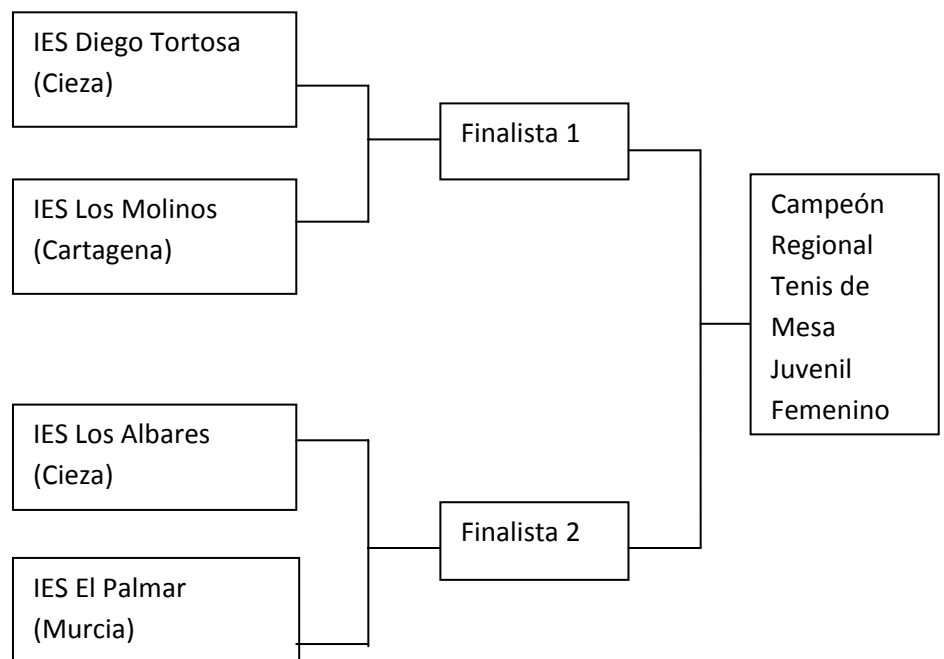 IES Diego Tortosa
(Cieza)
IES Los Molinos
(Cartagena)
Finalista 1
IES Los Albares
(Cieza)
IES El Palmar
(Murcia)
Finalista 2
Campeón
Regional
Tenis de
Mesa
Juvenil
Femenino